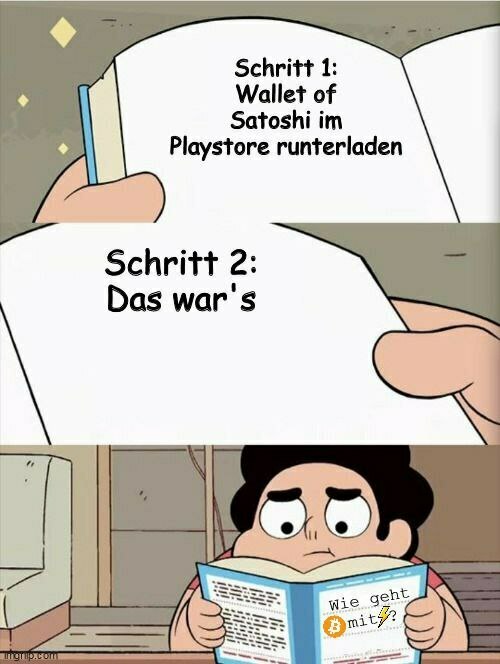 Schritt 1:
Wallet of
Satoshi im
Playstore runterladen
Schritt 2:
Das war's
Wie geht
₿ mit⚡?
imgflip.com